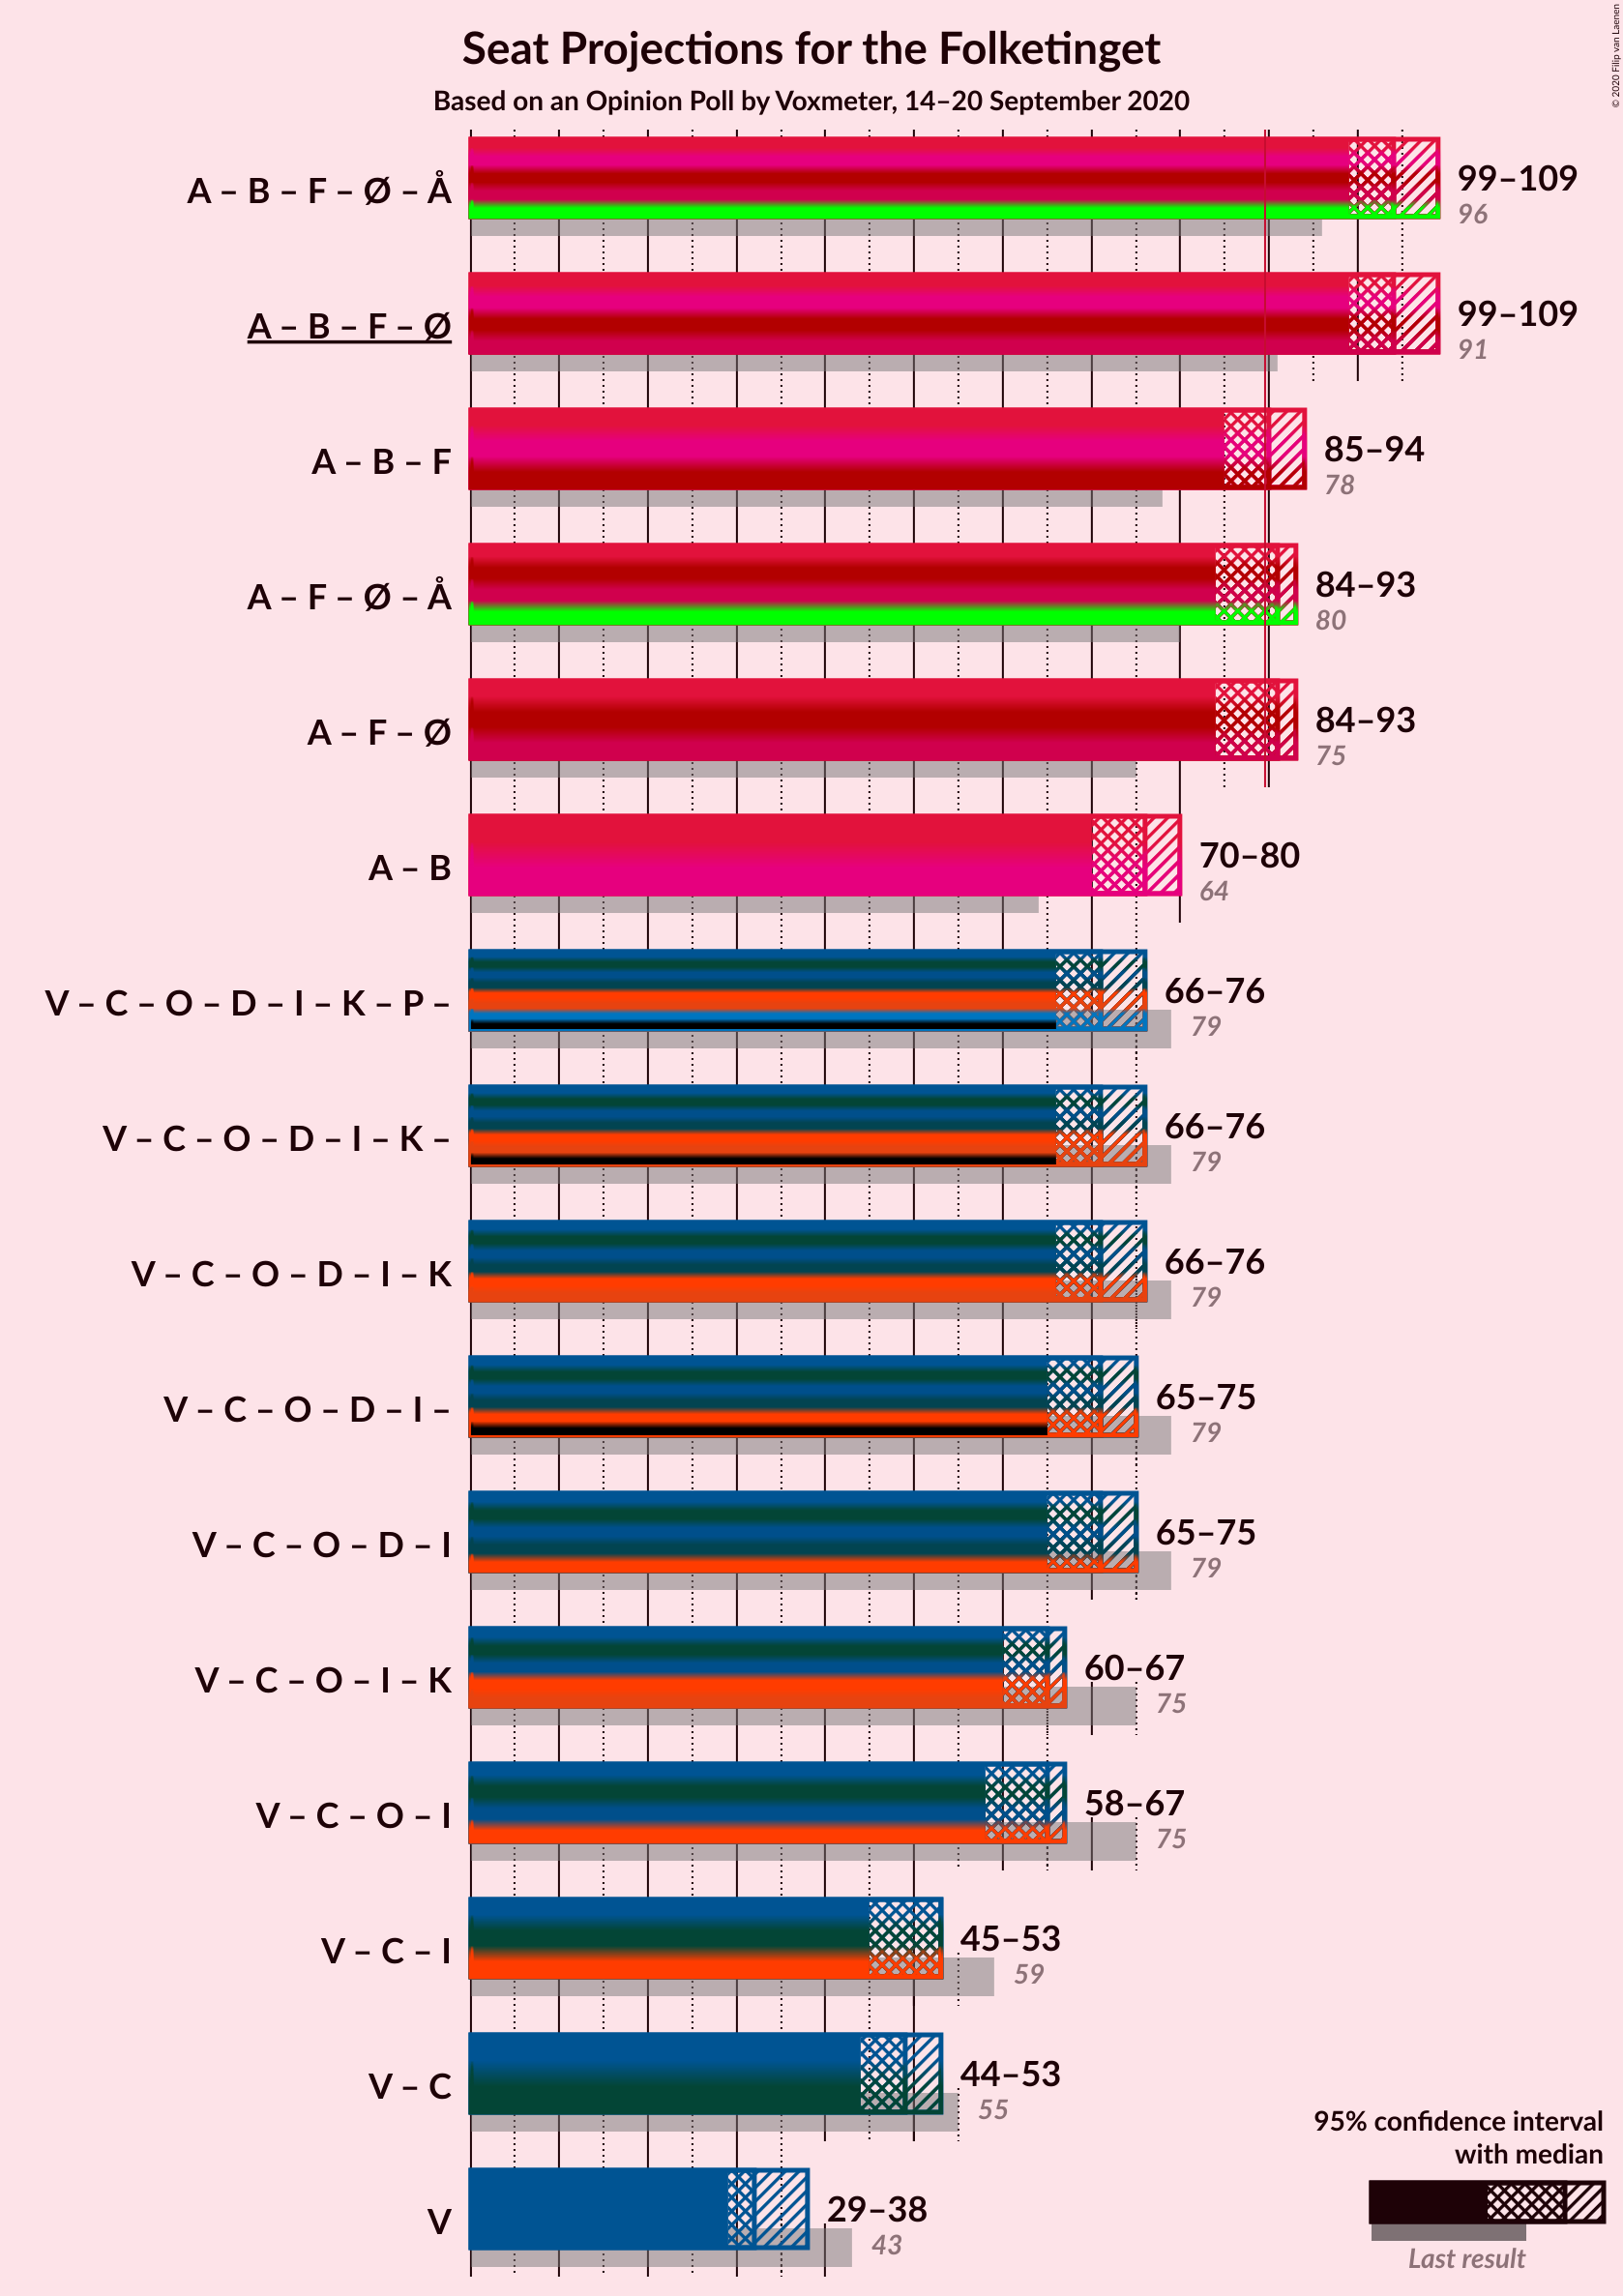 Seat Projections for the Folketinget
Based on an Opinion Poll by Voxmeter, 14–20 September 2020
© 2020 Filip van Laenen
A – B – F – Ø – Å
99–109
96
A – B – F – Ø
99–109
91
A – B – F
85–94
78
A – F – Ø – Å
84–93
80
A – F – Ø
84–93
75
A – B
70–80
64
V – C – O – D – I – K – P –
66–76
79
V – C – O – D – I – K –
66–76
79
V – C – O – D – I – K
66–76
79
V – C – O – D – I –
65–75
79
V – C – O – D – I
65–75
79
V – C – O – I – K
60–67
75
V – C – O – I
58–67
75
V – C – I
45–53
59
V – C
44–53
55
V
29–38
43
95% confidence interval
with median
Last result